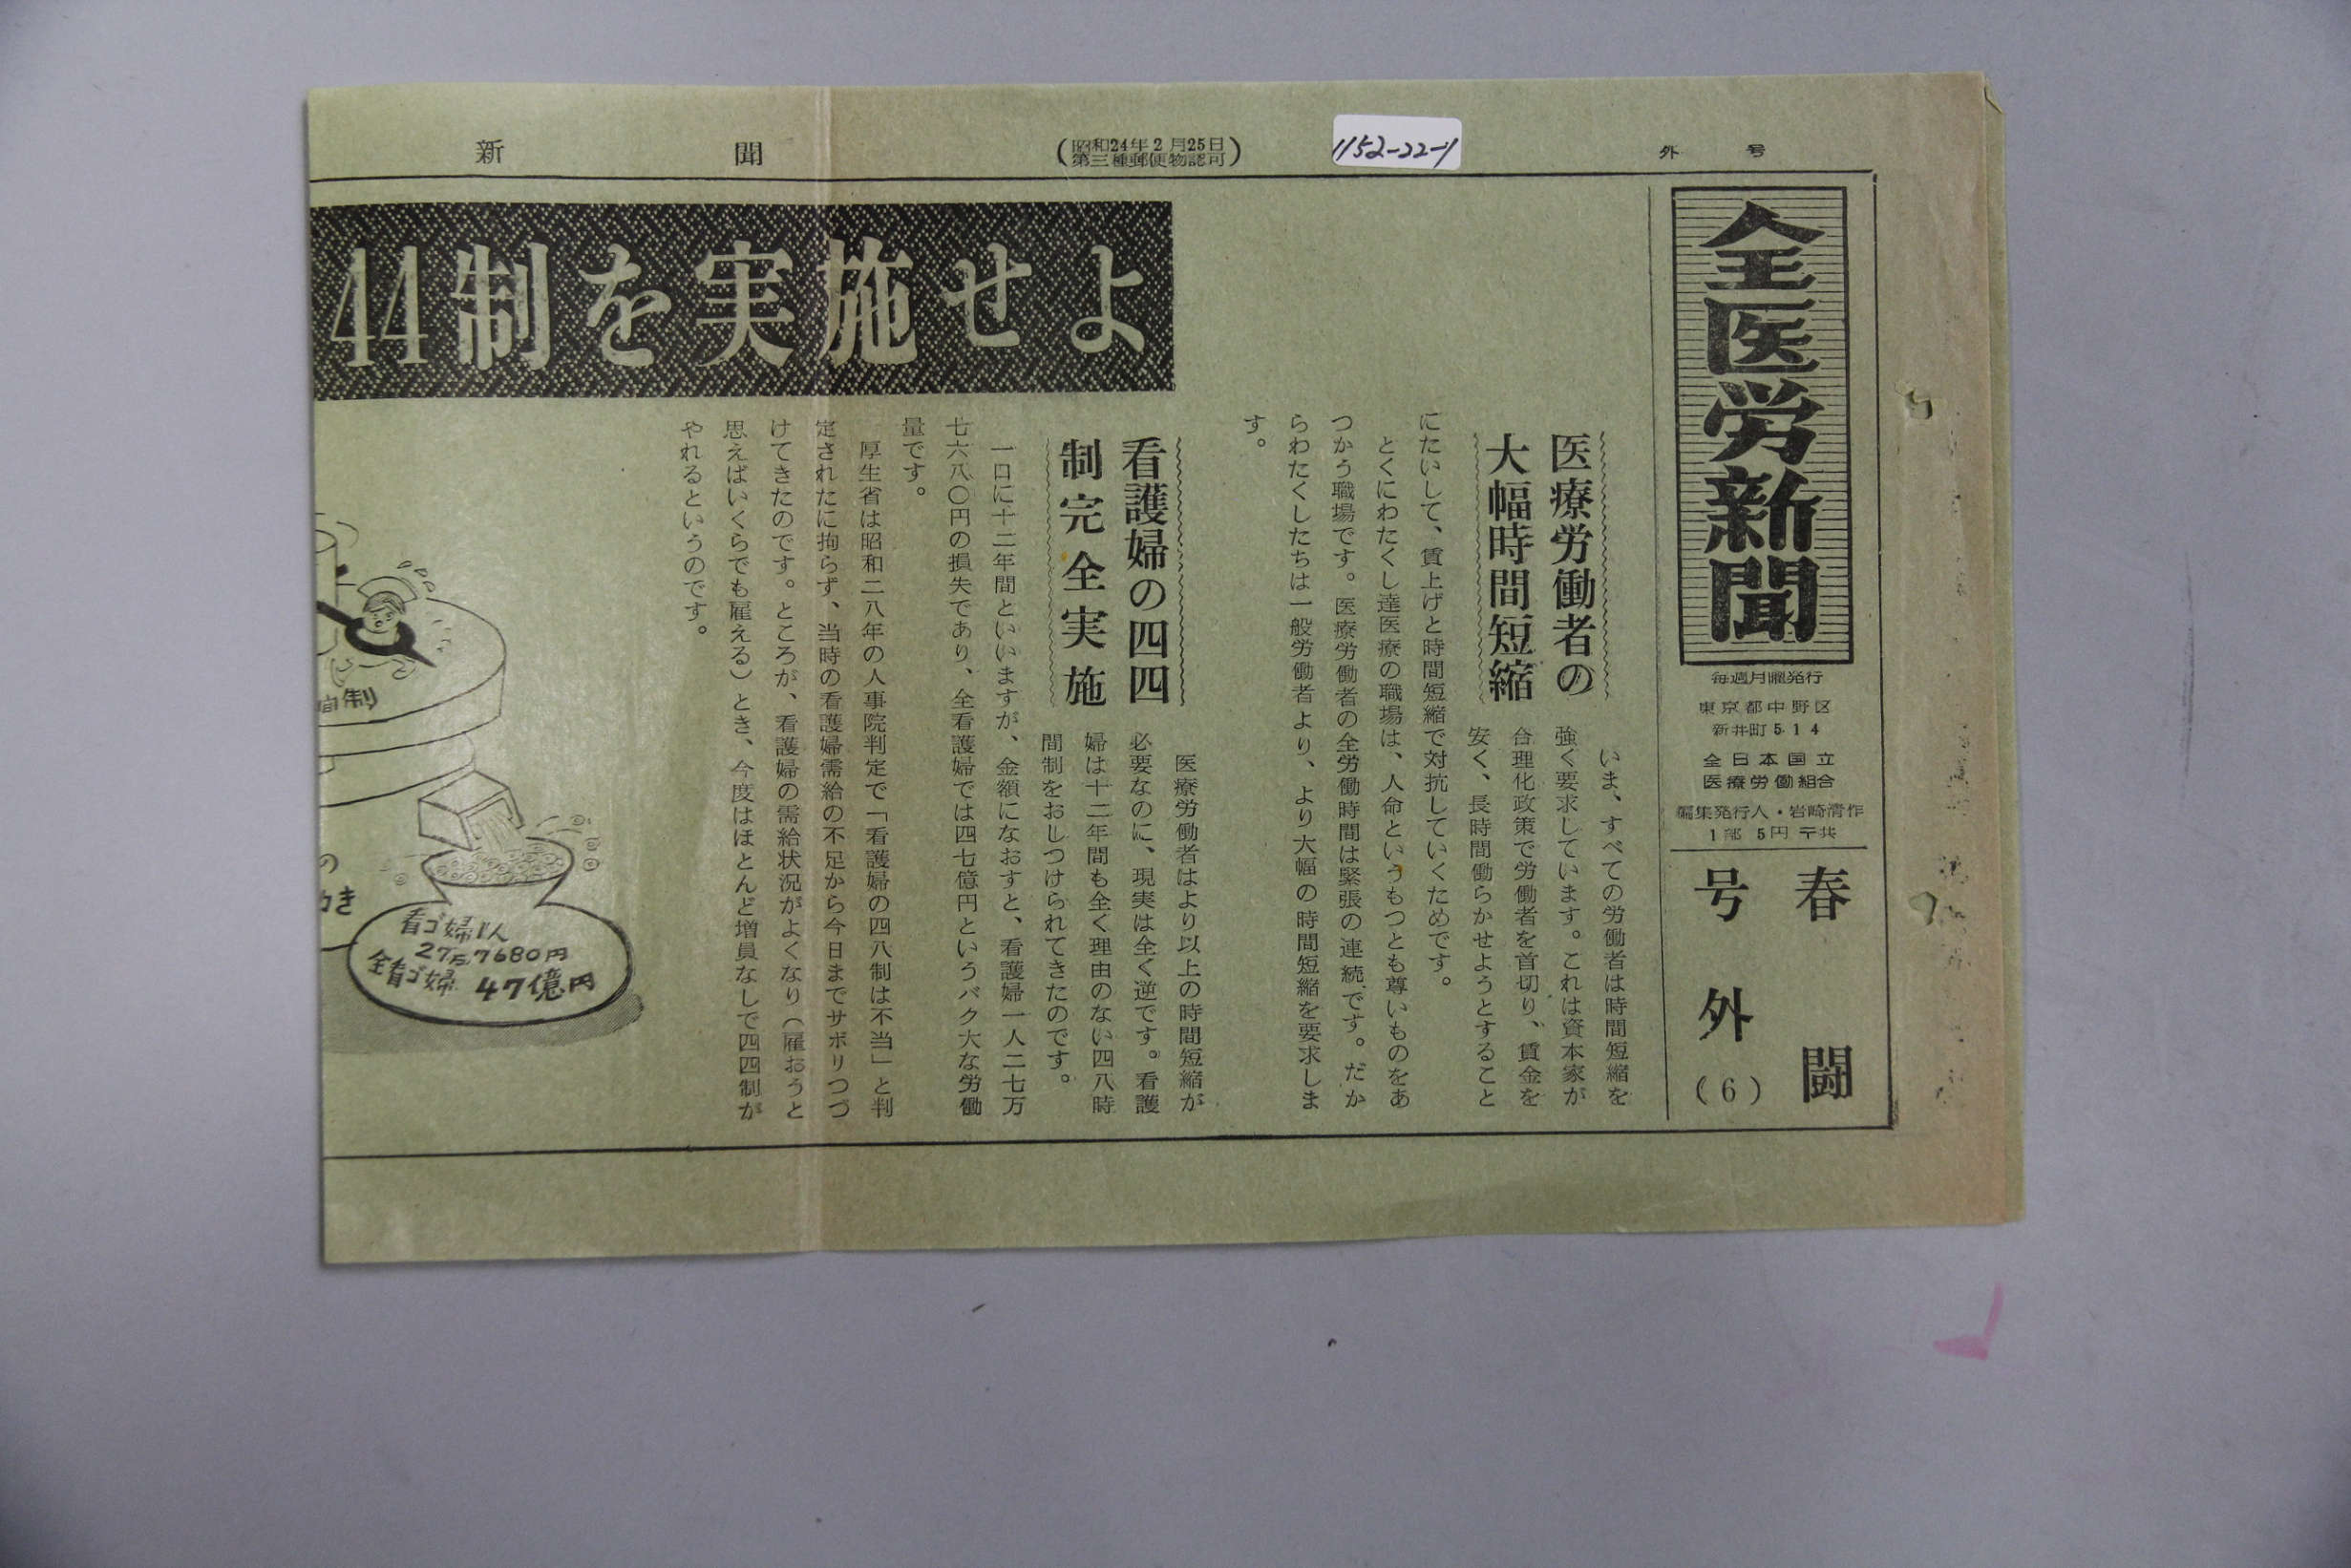 新聞
(昭和24年2月25日
第三種郵便物認可)
1152-22-1
外号
全医労新聞
毎週月曜発行
東京都中野区
新井町514
全日本国立
医療労働組合
編集発行人・岩崎清作
1部 5円〒共
春闘
号外
(6)
44制を実施せよ
医療労働者の
大幅時間短縮
いま、すべての労働者は時間短縮を
強く要求しています。これは資本家が
合理化政策で労働者を首切り、賃金を
安く、長時間働らかせようとすること
にたいして、賃上げと時間短縮で対抗していくためです。
とくにわたくし達医療の職場は、人命というもつとも尊いものをあ
つかう職場です。医療労働者の全労働時間は緊張の連続です。だか
らわたくしたちは一般労働者より、より大幅の時間短縮を要求しま
す。
看護婦の四四
制完全実施
医療労働者はより以上の時間短縮が
必要なのに、現実は全く逆です。看護
婦は十二年間も全く理由のない四八時
間制をおしつけられてきたのです。
一口に十二年間といいますが、金額になおすと、看護婦一人二七万
七六八〇円の損失であり、全看護婦では四七億円というバク大な労働
量です。
厚生省は昭和二八年の人事院判定で「看護婦の四八制は不当」と判
定されたに拘らず、当時の看護婦需給の不足から今日までサボリつづ
けてきたのです。ところが、看護婦の需給状況がよくなり（雇おうと
思えばいくらでも雇える）とき、今度はほとんど増員なしで四四制が
やれるというのです。
間制)
の
看ゴ婦1人
27万7680円
全看ゴ婦 47億円